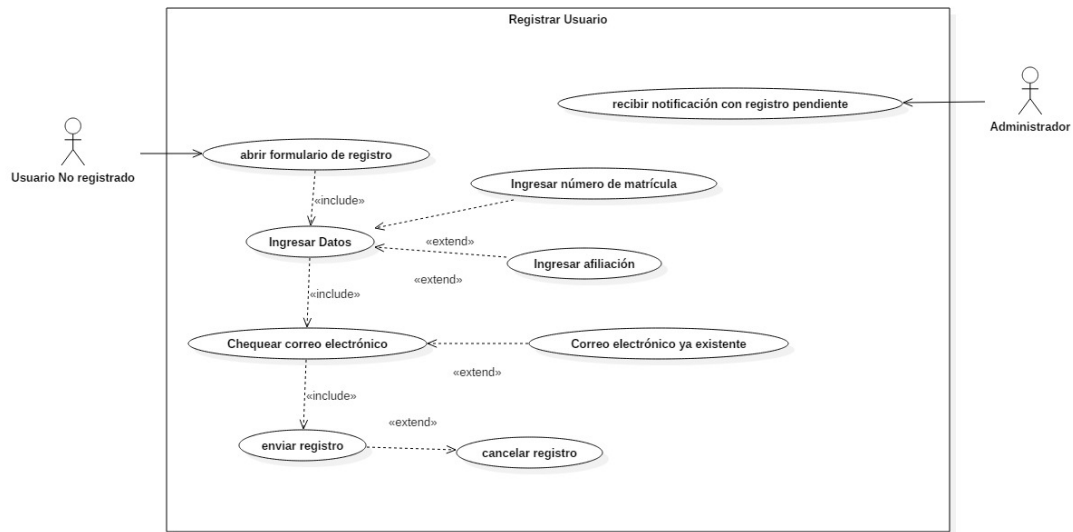 Registrar Usuario
recibir notificación con registro pendiente
Administrador
Usuario No registrado
abrir formulario de registro
Ingresar número de matrícula
«include»
Ingresar Datos
«extend»
Ingresar afiliación
«extend»
«include»
Chequear correo electrónico
Correo electrónico ya existente
«extend»
«include»
«extend»
enviar registro
cancelar registro